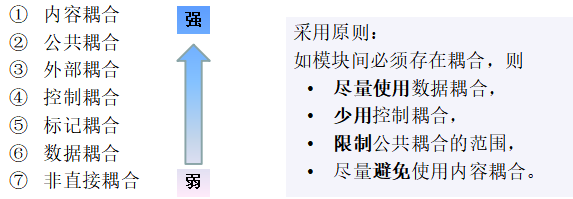 ① 内容耦合
② 公共耦合
③ 外部耦合
④ 控制耦合
⑤ 标记耦合
⑥ 数据耦合
⑦ 非直接耦合
强
弱
采用原则：
如模块间必须存在耦合，则
• 尽量使用数据耦合，
• 少用控制耦合，
• 限制公共耦合的范围，
• 尽量避免使用内容耦合。